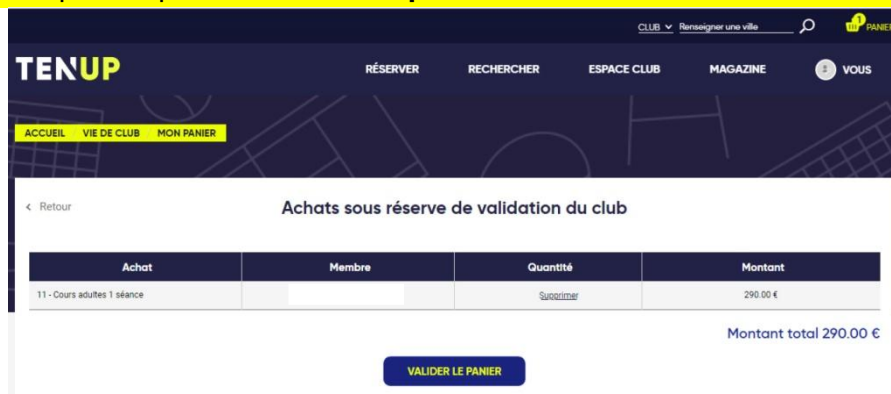 CLUB Renseigner une ville 1 PANIER
TENUP RÉSERVER RECHERCHER ESPACE CLUB MAGAZINE VOUS
ACCUEIL VIE DE CLUB MON PANIER
< Retour
Achats sous réserve de validation du club
Achat Membre Quantité Montant
11 - Cours adultes 1 séance Supprimer 290.00 €
Montant total 290.00 €
VALIDER LE PANIER